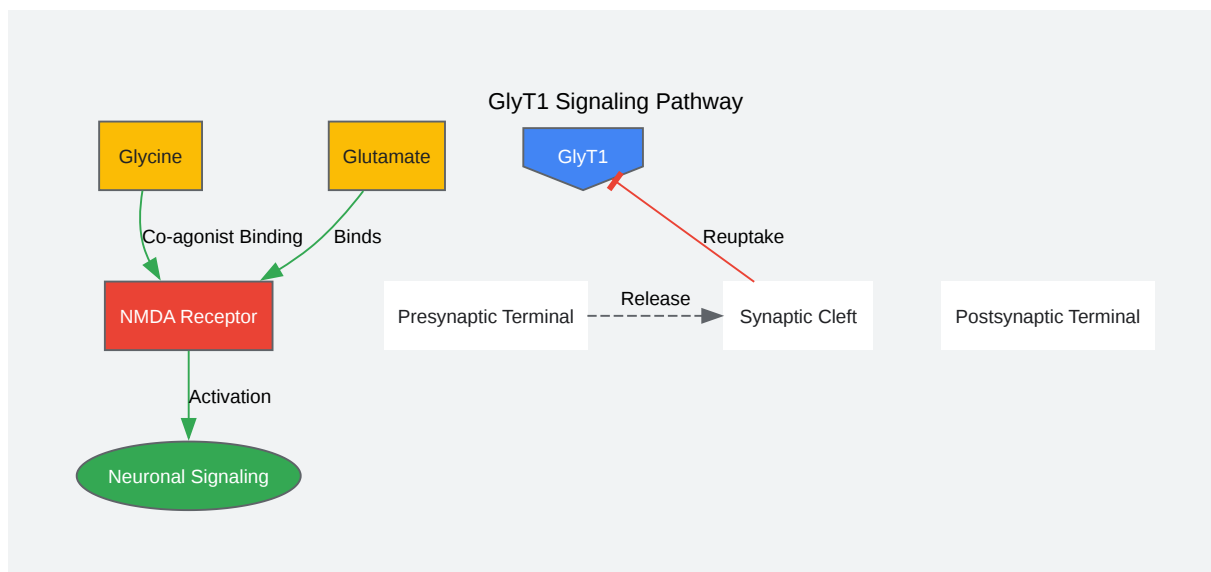 GlyT1 Signaling Pathway
Glycine
Glutamate
GlyT1
Co-agonist Binding
Binds
Reuptake
NMDA Receptor
Presynaptic Terminal
Release
Synaptic Cleft
Postsynaptic Terminal
Activation
Neuronal Signaling